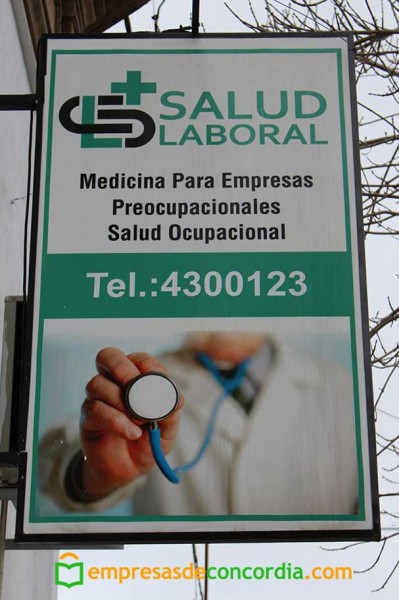 SALUD
LABORAL
Medicina Para Empresas
Preocupacionales
Salud Ocupacional
Tel.:4300123
empresasdeconcordia.com